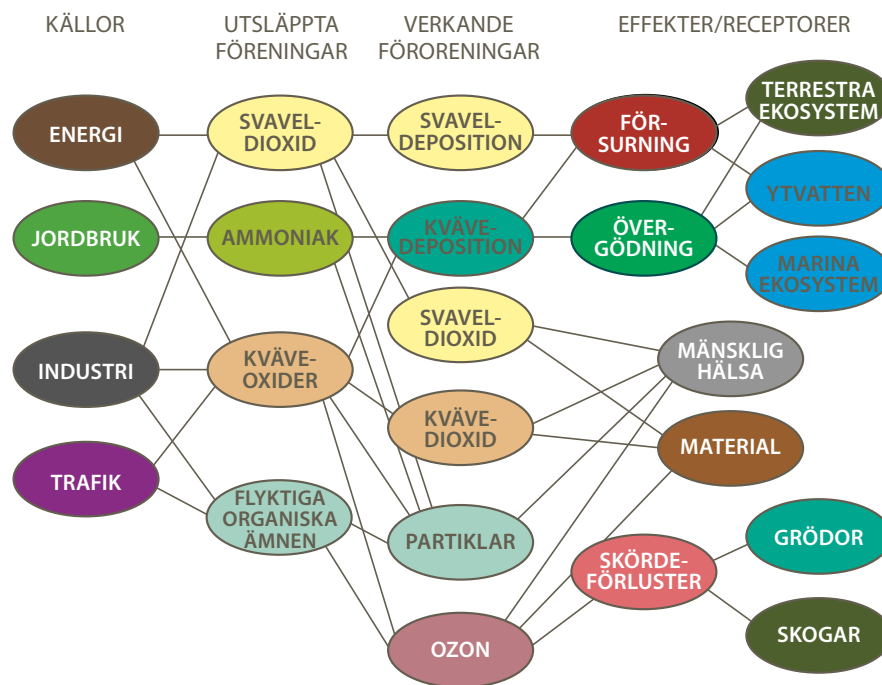 KÄLLOR
UTSLÄPPTA
FÖRENINGAR
VERKANDE
FÖRORENINGAR
EFFEKTER/RECEPTORER
ENERGI
JORDBRUK
INDUSTRI
TRAFIK
SVAVEL-
DIOXID
AMMONIAK
KVÄVE-
OXIDER
FLYKTIGA
ORGANISKA
ÄMNEN
SVAVEL-
DEPOSITION
KVÄVE-
DEPOSITION
SVAVEL-
DIOXID
KVÄVE-
DIOXID
PARTIKLAR
OZON
FÖR-
SURNING
ÖVER-
GÖDNING
MÄNSKLIG
HÄLSA
MATERIAL
SKÖRDE-
FÖRLUSTER
TERRESTRA
EKOSYSTEM
YTVATTEN
MARINA
EKOSYSTEM
GRÖDOR
SKOGAR